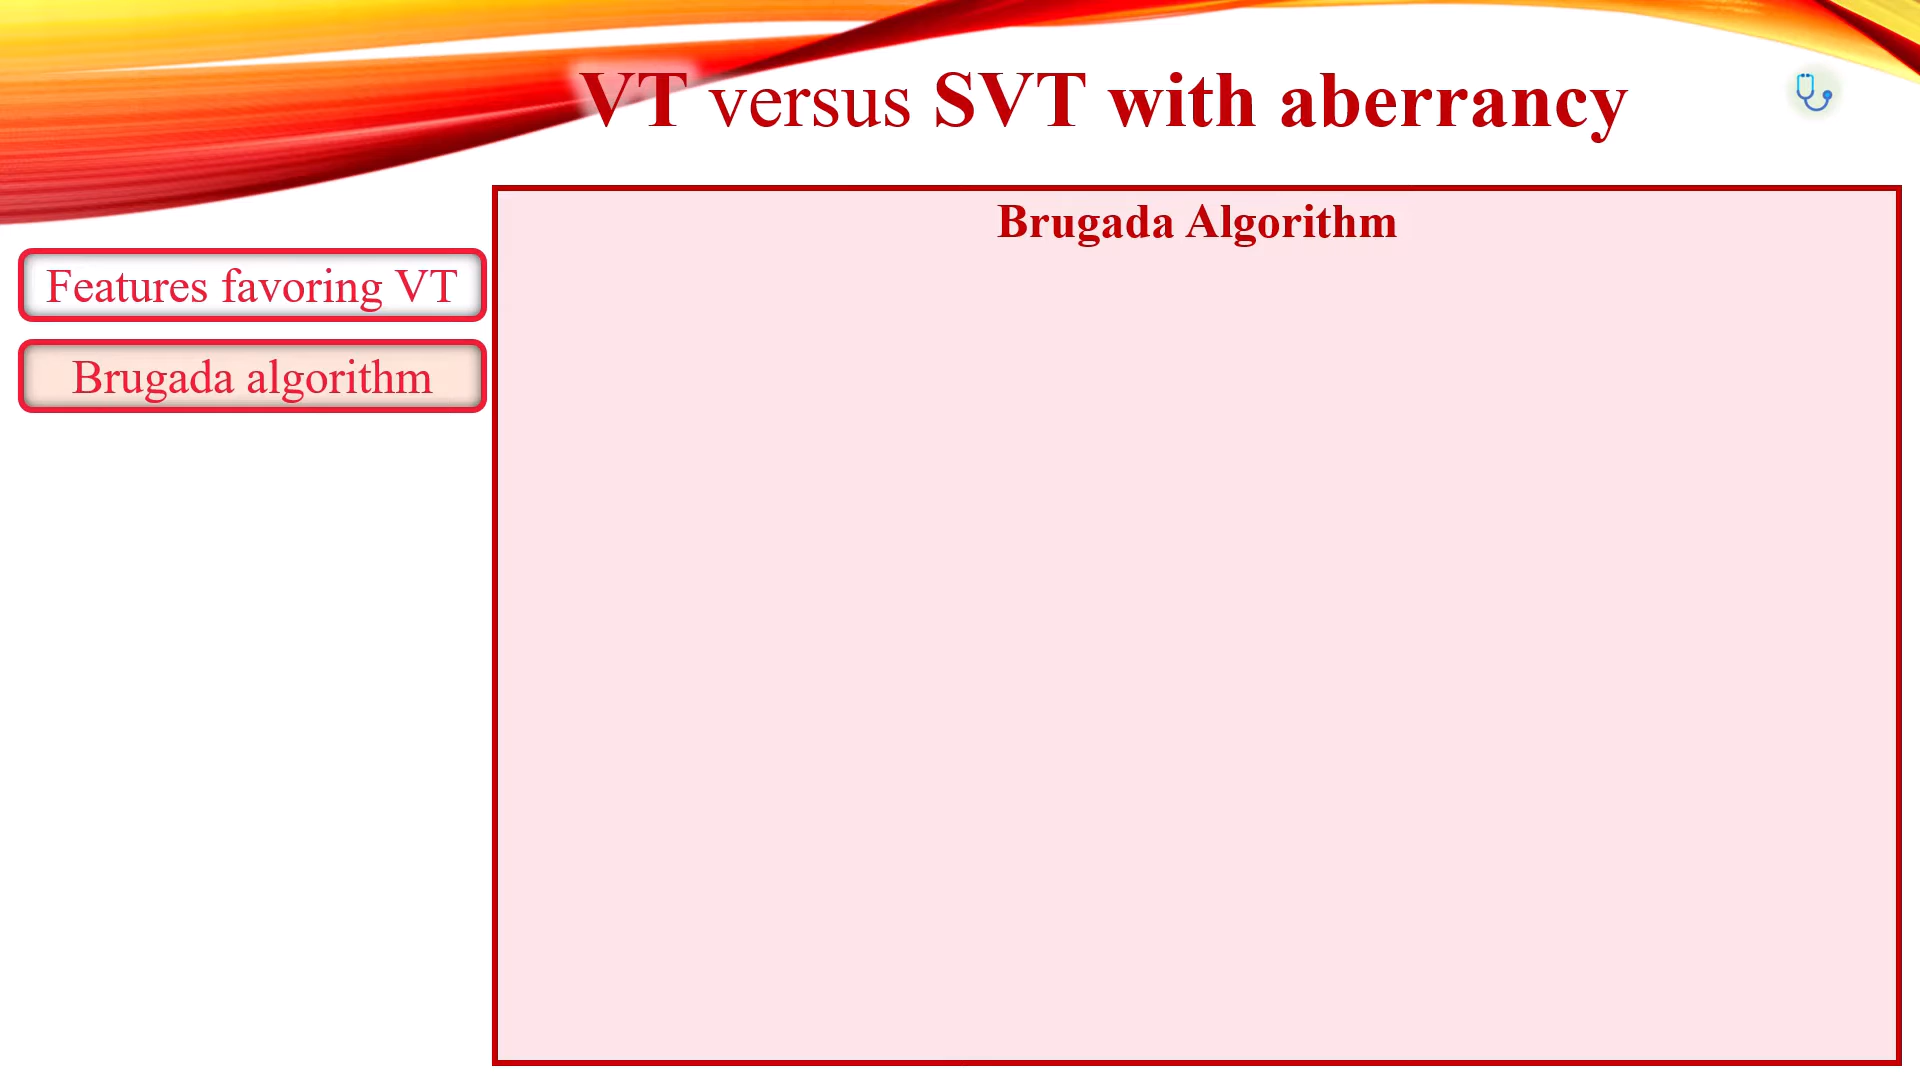 VT versus SVT with aberrancy
Features favoring VT
Brugada algorithm
Brugada Algorithm